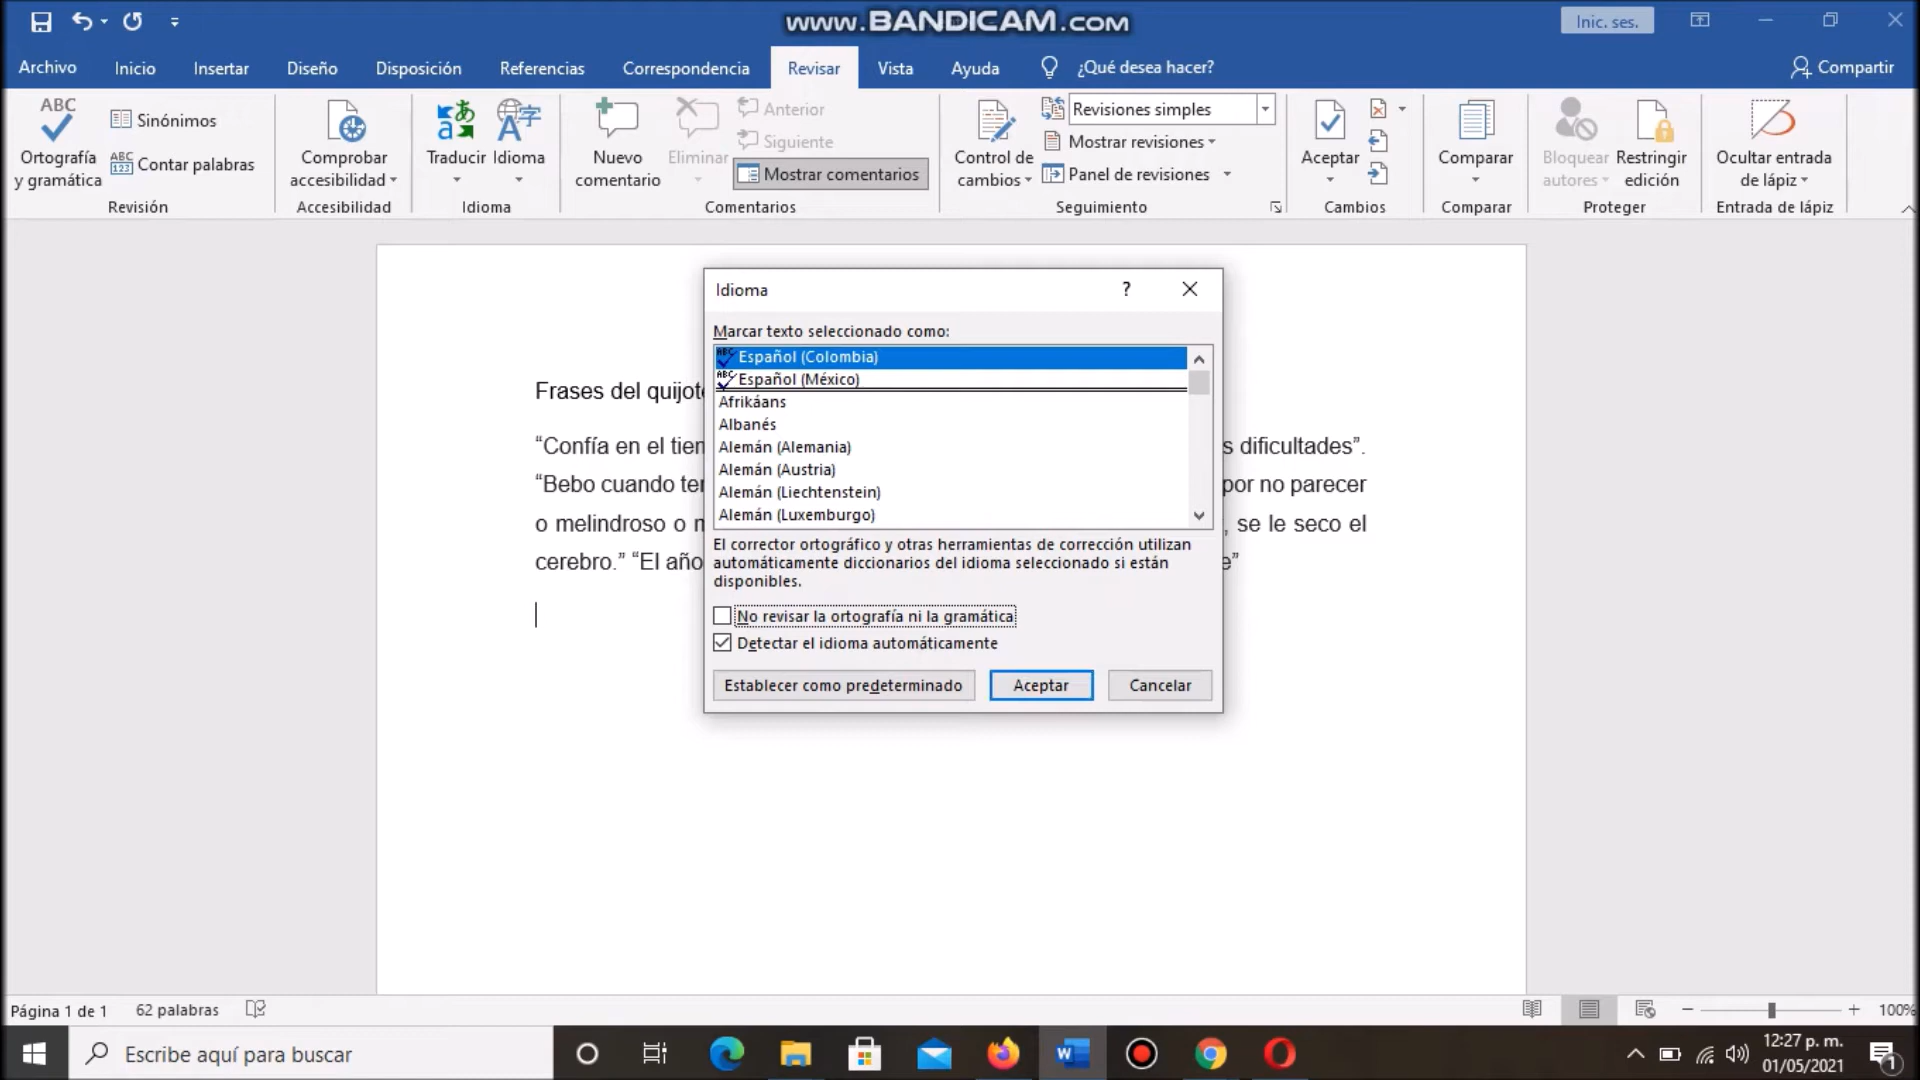 www.BANDICAM.com
Inic. ses.
Archivo
Inicio
Insertar
Diseño
Disposición
Referencias
Correspondencia
Revisar
Vista
Ayuda
¿Qué desea hacer?
Compartir
ABC
Ortografía
y gramática
Sinónimos
ABC
123
Contar palabras
Revisión
Comprobar
accesibilidad
Accesibilidad
Traducir
Idioma
Idioma
Nuevo
comentario
Eliminar
Anterior
Siguiente
Mostrar comentarios
Comentarios
Control de
cambios
Revisiones simples
Mostrar revisiones
Panel de revisiones
Seguimiento
Aceptar
Cambios
Comparar
Comparar
Bloquear
autores
Restringir
edición
Proteger
Ocultar entrada
de lápiz
Entrada de lápiz
Frases del quijote
“Confía en el tiem
s dificultades”.
“Bebo cuando ten
por no parecer
o melindroso o m
, se le seco el
cerebro.” “El año
e”
Idioma
?
Marcar texto seleccionado como:
ABC Español (Colombia)
ABC Español (México)
Afrikáans
Albanés
Alemán (Alemania)
Alemán (Austria)
Alemán (Liechtenstein)
Alemán (Luxemburgo)
El corrector ortográfico y otras herramientas de corrección utilizan
automáticamente diccionarios del idioma seleccionado si están
disponibles.
No revisar la ortografía ni la gramática
Detectar el idioma automáticamente
Establecer como predeterminado
Aceptar
Cancelar
Página 1 de 1
62 palabras
100%
Escribe aquí para buscar
12:27 p. m.
01/05/2021
1